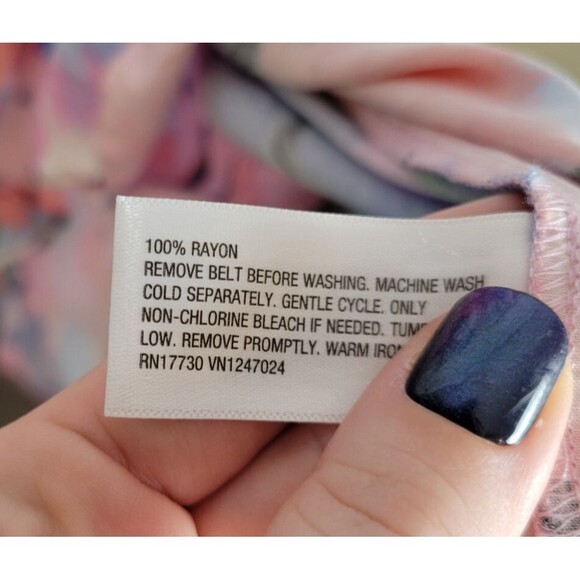 100% RAYON
REMOVE BELT BEFORE WASHING. MACHINE WASH
COLD SEPARATELY. GENTLE CYCLE. ONLY
NON-CHLORINE BLEACH IF NEEDED.
LOW. REMOVE PROMPTLY. WARM IRON
RN17730 VN1247024